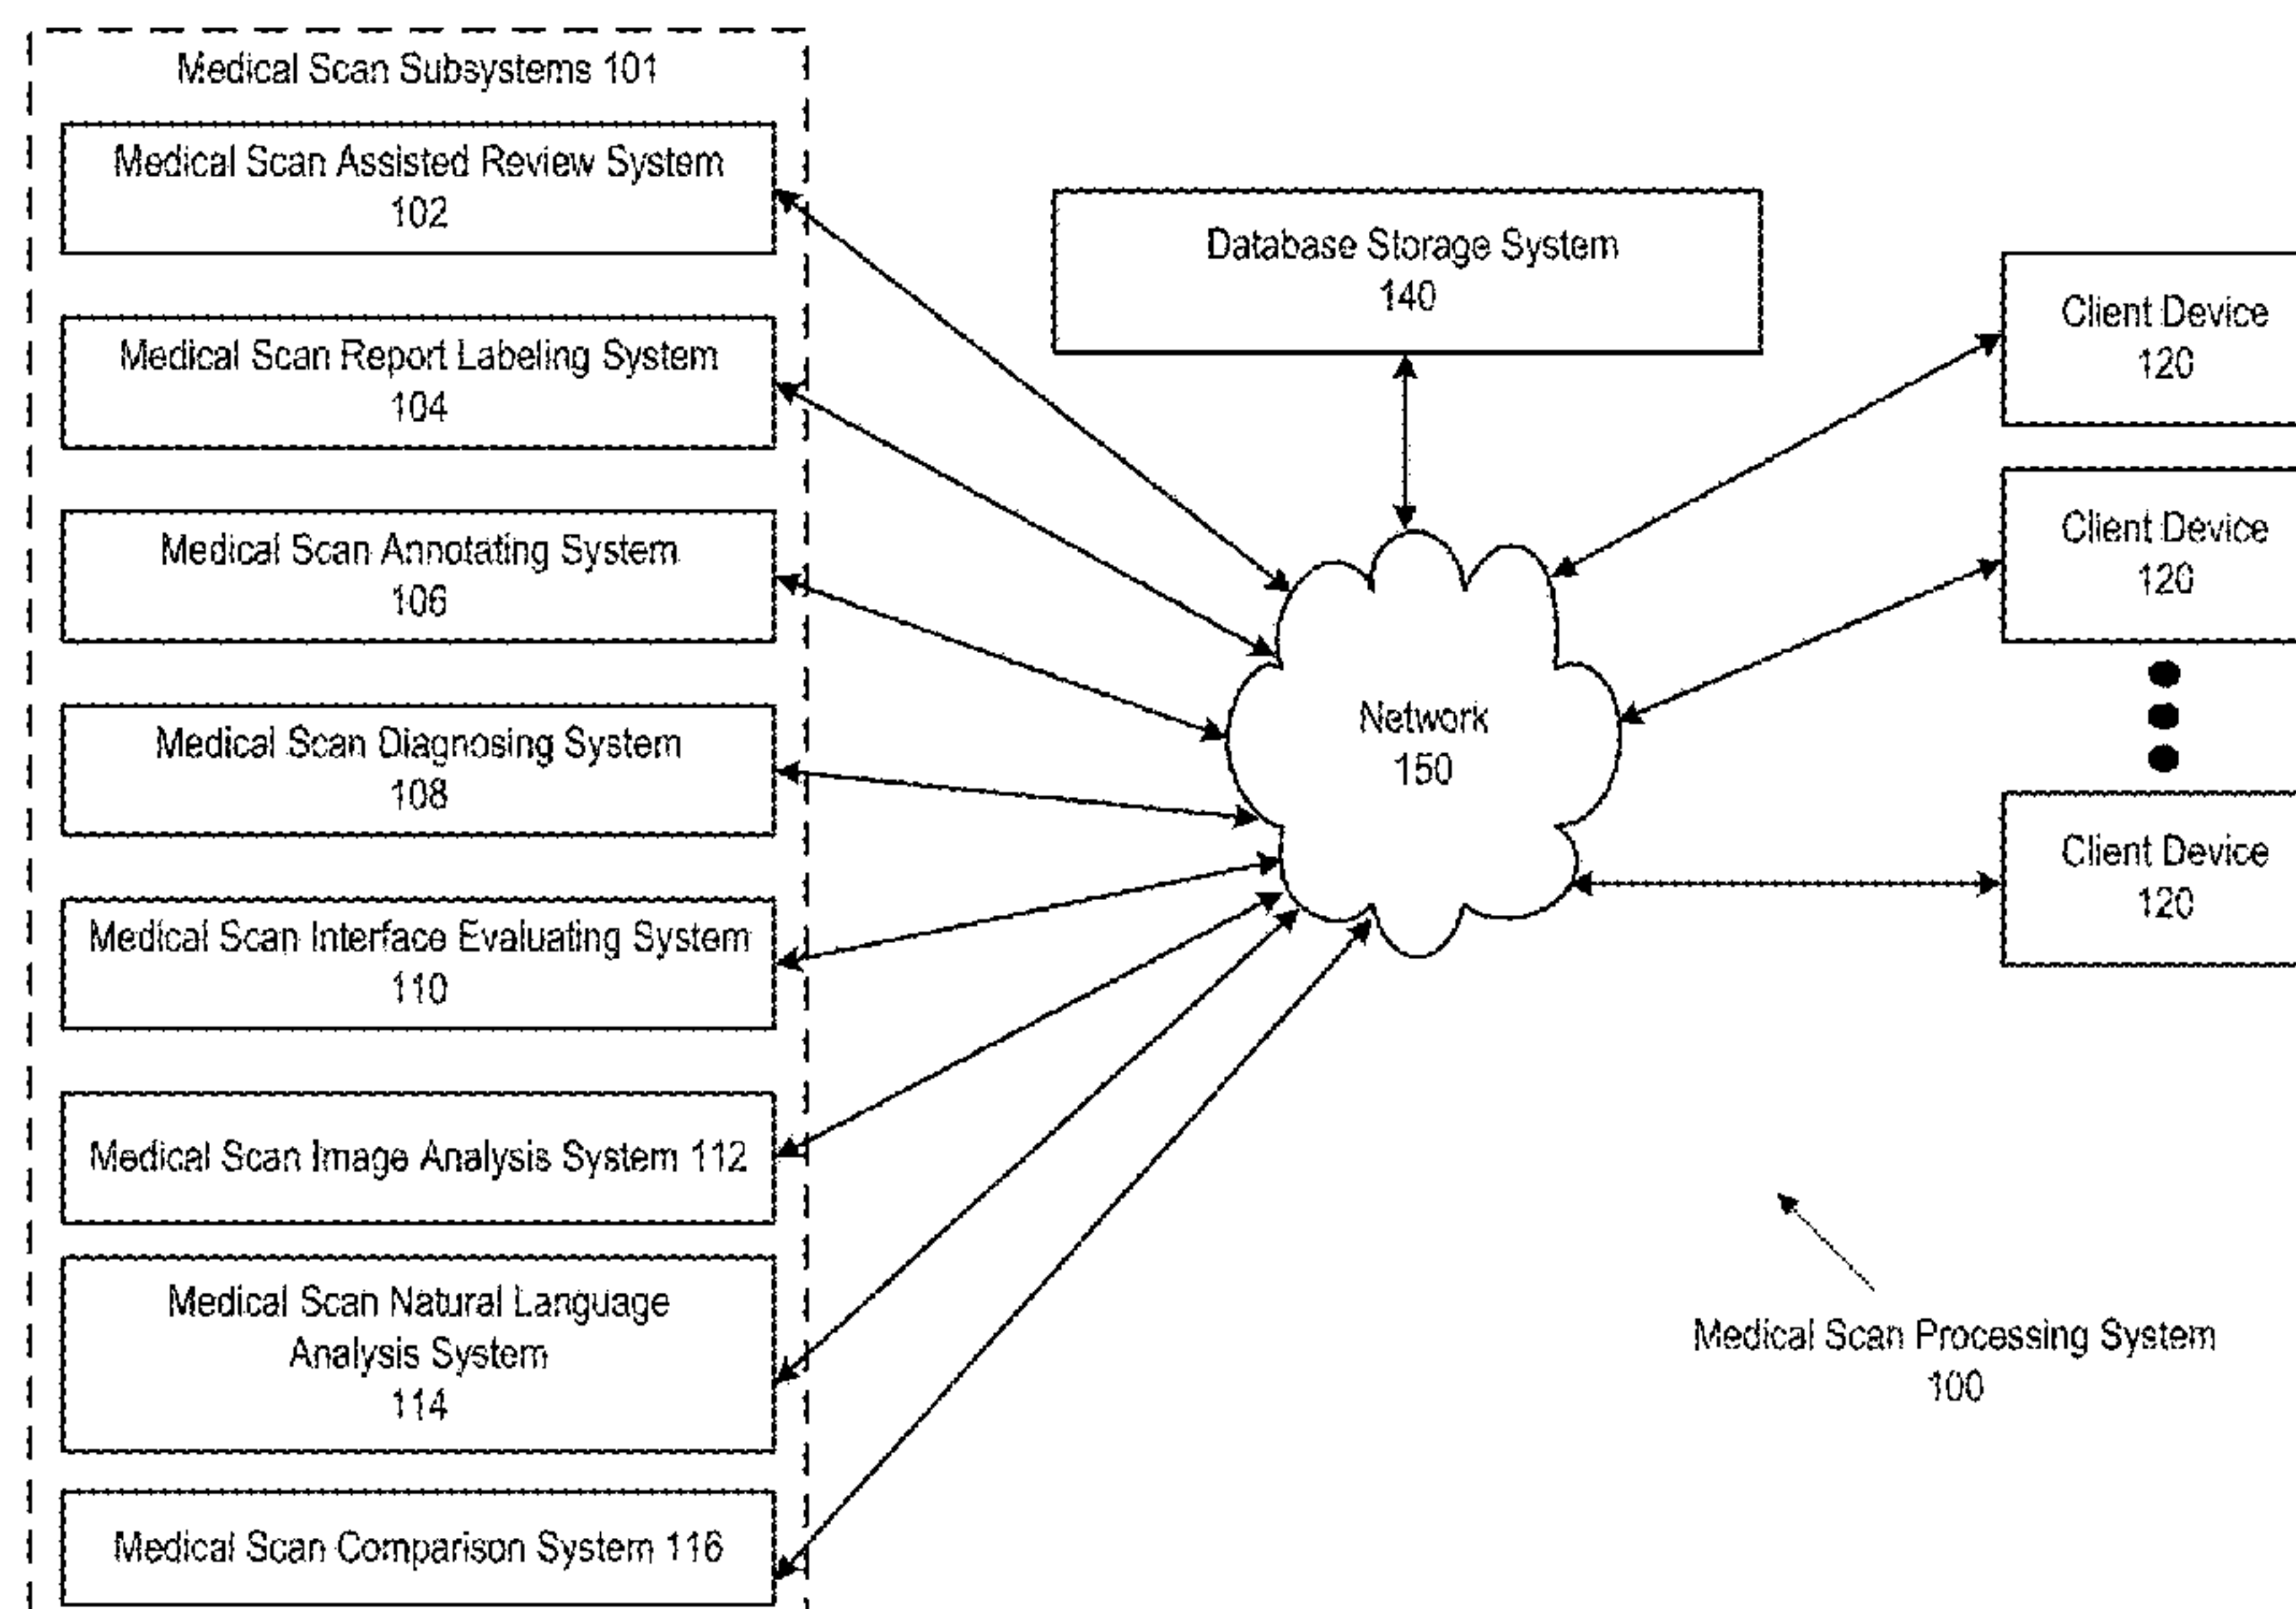 Medical Scan Subsystems 101
Medical Scan Assisted Review System
102
Medical Scan Report Labeling System
104
Medical Scan Annotating System
106
Medical Scan Diagnosing System
108
Medical Scan Interface Evaluating System
110
Medical Scan Image Analysis System 112
Medical Scan Natural Language
Analysis System
114
Medical Scan Comparison System 116
Database Storage System
140
Network
150
Client Device
120
Client Device
120
Client Device
120
Medical Scan Processing System
100